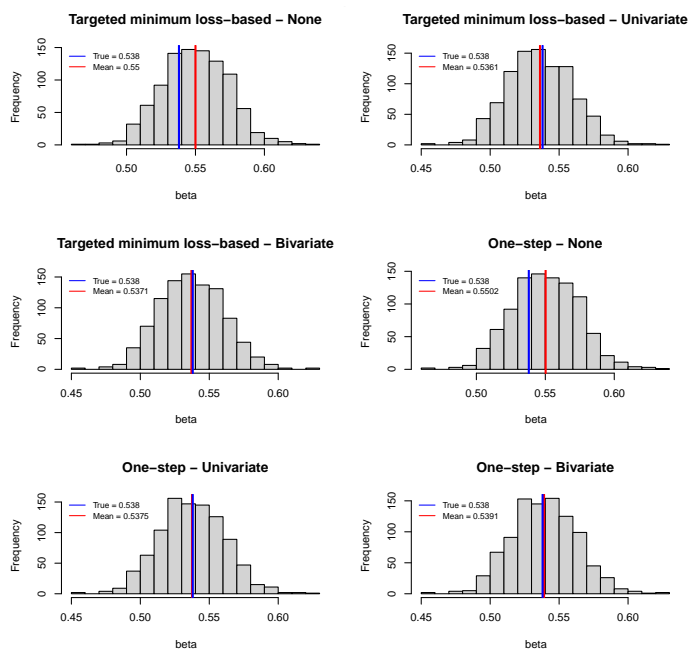 Targeted minimum loss−based − None
True = 0.538
Mean = 0.55
Frequency
0 50 100 150
0.50 0.55 0.60
beta
Targeted minimum loss−based − Univariate
True = 0.538
Mean = 0.5361
Frequency
0 50 100 150
0.45 0.50 0.55 0.60
beta
Targeted minimum loss−based − Bivariate
True = 0.538
Mean = 0.5371
Frequency
0 50 100 150
0.45 0.50 0.55 0.60
beta
One−step − None
True = 0.538
Mean = 0.5502
Frequency
0 50 100 150
0.50 0.55 0.60
beta
One−step − Univariate
True = 0.538
Mean = 0.5375
Frequency
0 50 100 150
0.45 0.50 0.55 0.60
beta
One−step − Bivariate
True = 0.538
Mean = 0.5391
Frequency
0 50 100 150
0.45 0.50 0.55 0.60
beta